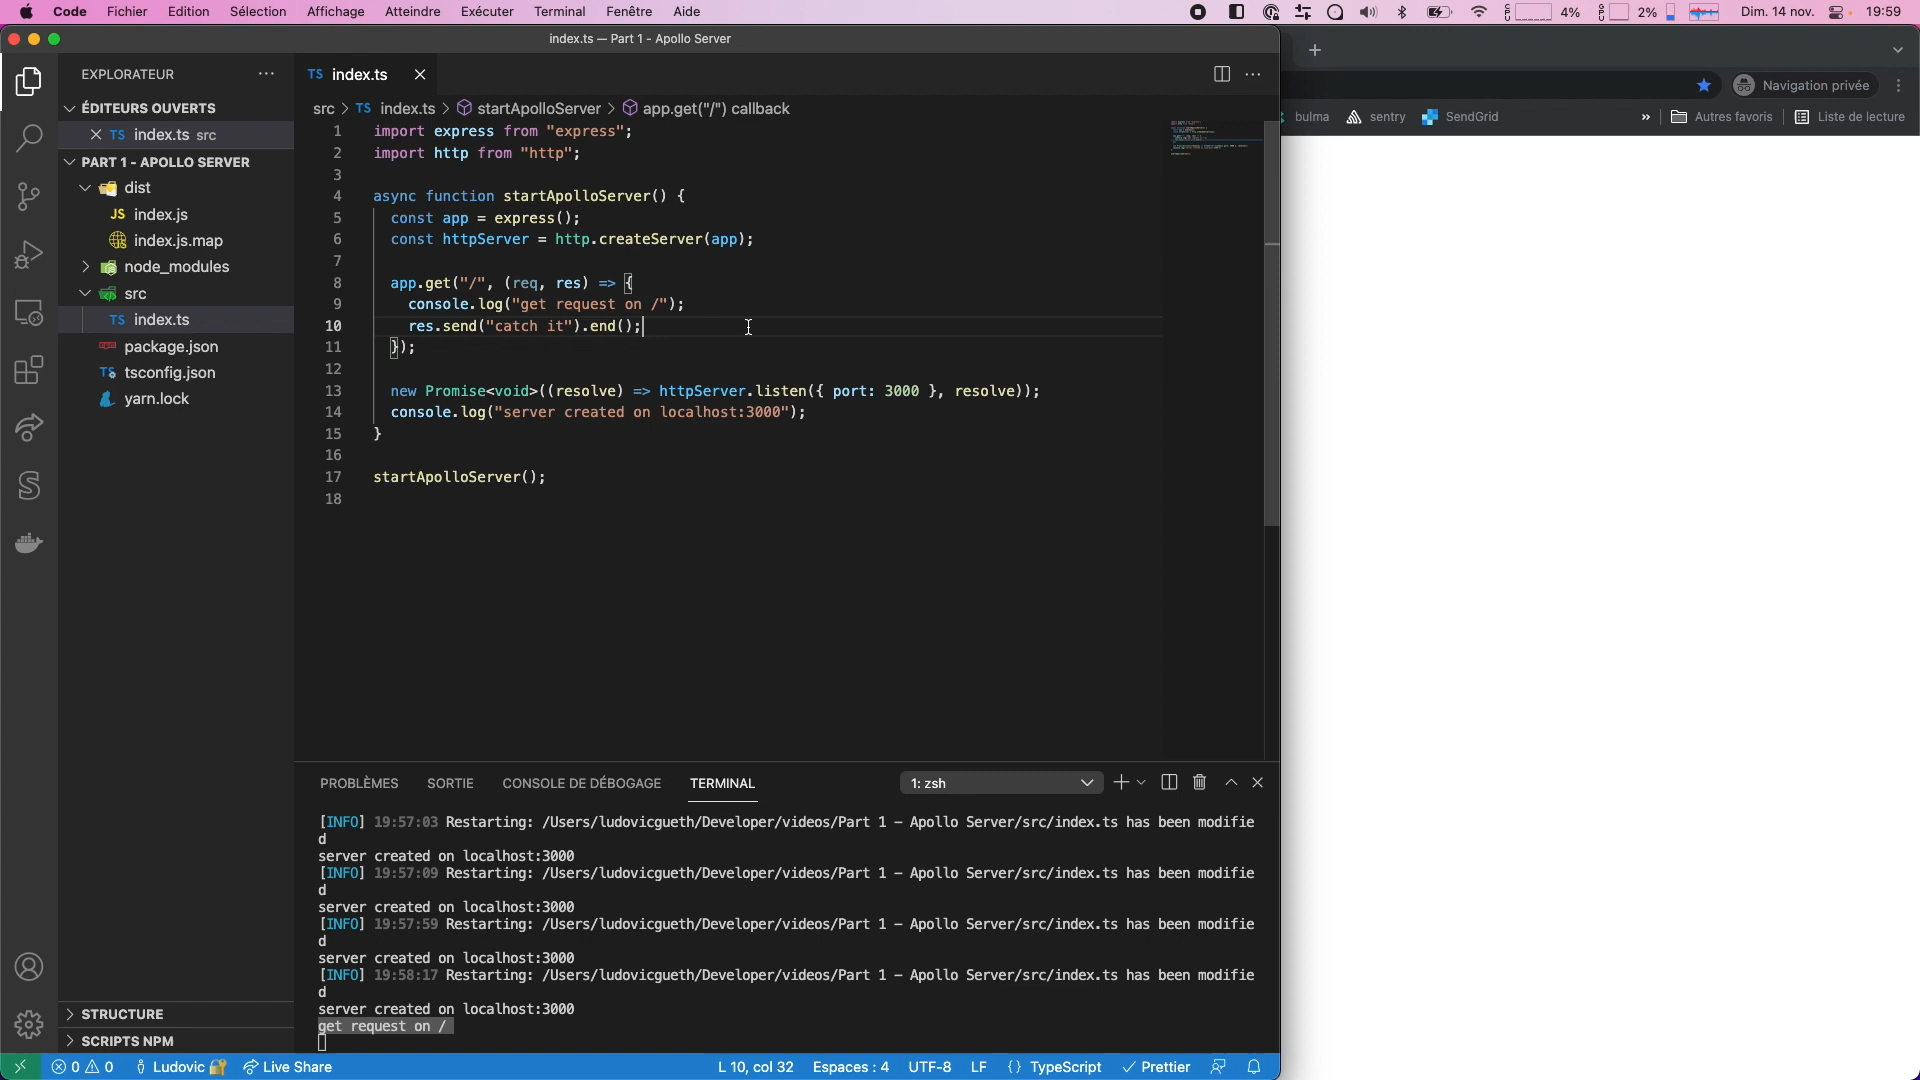 Code Fichier Edition Sélection Affichage Atteindre Exécuter Terminal Fenêtre Aide 4% 2% Dim. 14 nov. 19:59
index.ts — Part 1 - Apollo Server
EXPLORATEUR
TS index.ts
Navigation privée
ÉDITEURS OUVERTS
src > TS index.ts > startApolloServer > app.get("/") callback
bulma sentry SendGrid » Autres favoris Liste de lecture
TS index.ts src
PART 1 - APOLLO SERVER
dist
JS index.js
index.js.map
node_modules
src
TS index.ts
package.json
tsconfig.json
yarn.lock
1 import express from "express";
2 import http from "http";
3
4 async function startApolloServer() {
5 const app = express();
6 const httpServer = http.createServer(app);
7
8 app.get("/", (req, res) => {
9 console.log("get request on /");
10 res.send("catch it").end();
11 });
12
13 new Promise<void>((resolve) => httpServer.listen({ port: 3000 }, resolve));
14 console.log("server created on localhost:3000");
15 }
16
17 startApolloServer();
18
PROBLÈMES SORTIE CONSOLE DE DÉBOGAGE TERMINAL 1: zsh
[INFO] 19:57:03 Restarting: /Users/ludovicgueth/Developer/videos/Part 1 – Apollo Server/src/index.ts has been modifie
d
server created on localhost:3000
[INFO] 19:57:09 Restarting: /Users/ludovicgueth/Developer/videos/Part 1 – Apollo Server/src/index.ts has been modifie
d
server created on localhost:3000
[INFO] 19:57:59 Restarting: /Users/ludovicgueth/Developer/videos/Part 1 – Apollo Server/src/index.ts has been modifie
d
server created on localhost:3000
[INFO] 19:58:17 Restarting: /Users/ludovicgueth/Developer/videos/Part 1 – Apollo Server/src/index.ts has been modifie
d
server created on localhost:3000
get request on /
STRUCTURE
SCRIPTS NPM
0 0 Ludovic Live Share L 10, col 32 Espaces : 4 UTF-8 LF {} TypeScript Prettier